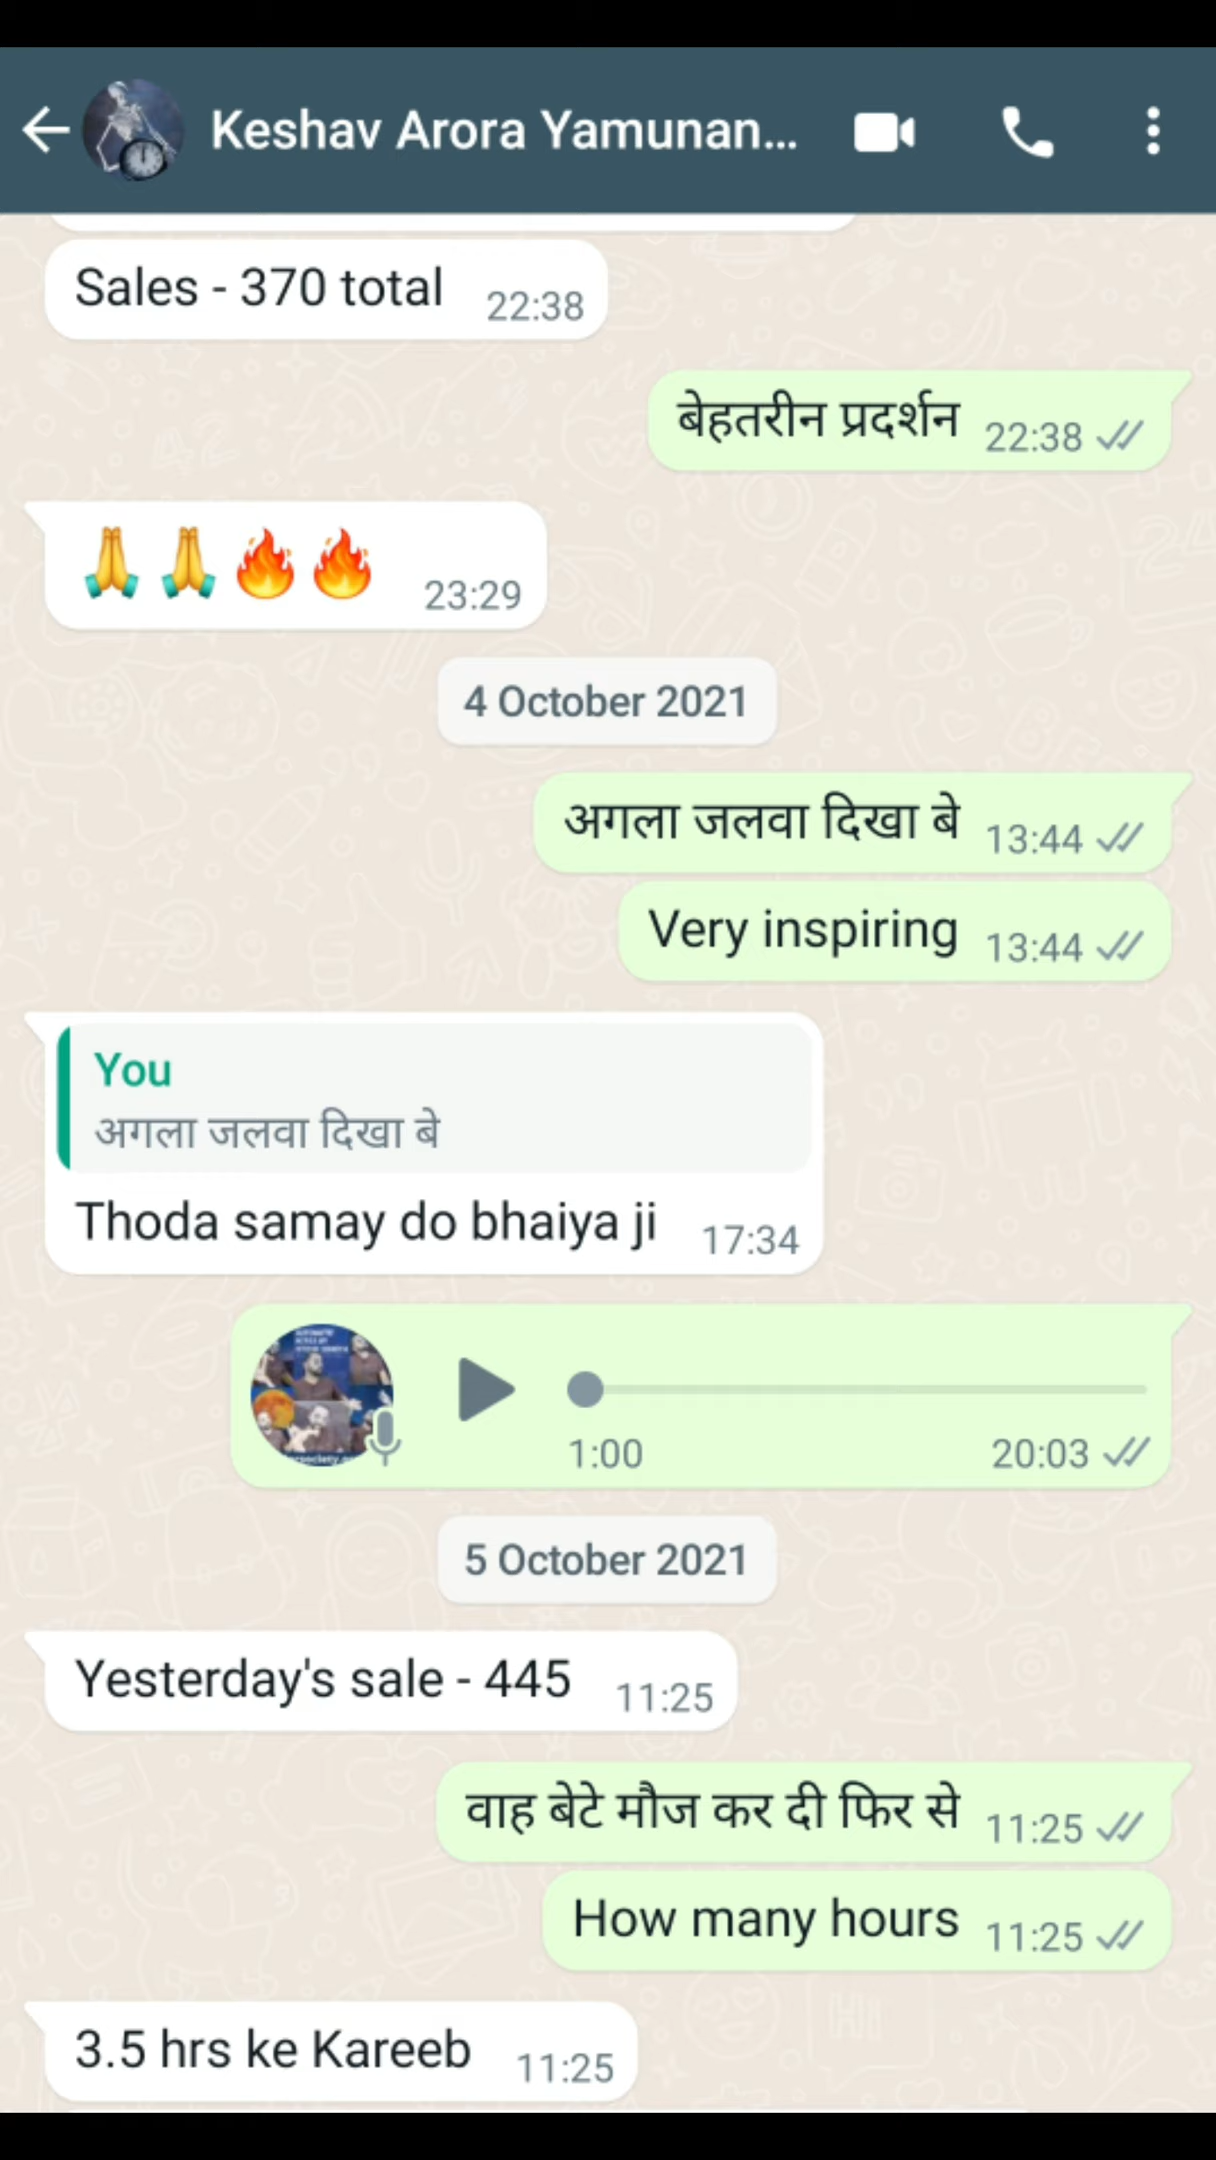 Keshav Arora Yamunan...
Sales - 370 total 22:38
बेहतरीन प्रदर्शन 22:38
🙏🙏🔥🔥 23:29
4 October 2021
अगला जलवा दिखा बे 13:44
Very inspiring 13:44
You
अगला जलवा दिखा बे
Thoda samay do bhaiya ji 17:34
1:00 20:03
5 October 2021
Yesterday's sale - 445 11:25
वाह बेटे मौज कर दी फिर से 11:25
How many hours 11:25
3.5 hrs ke Kareeb 11:25